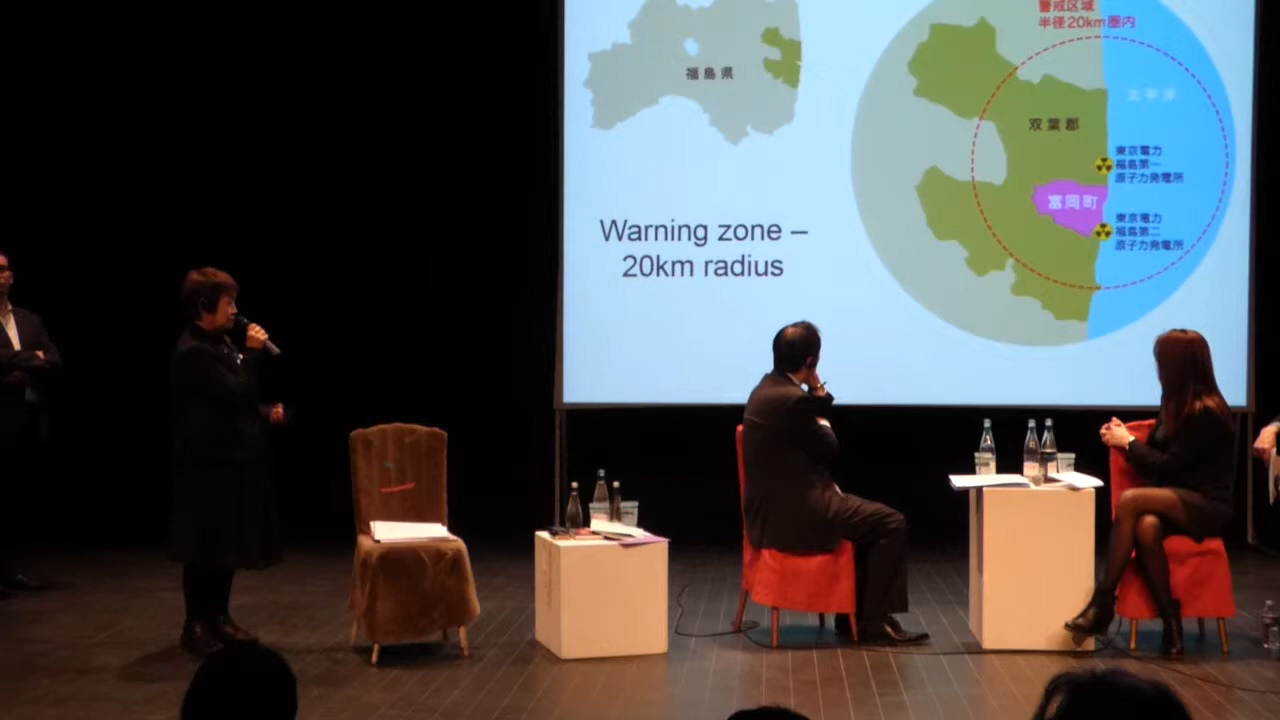 福島県
Warning zone –
20km radius
警戒区域
半径20km圏内
太平洋
双葉郡
東京電力
福島第一
原子力発電所
富岡町
東京電力
福島第二
原子力発電所